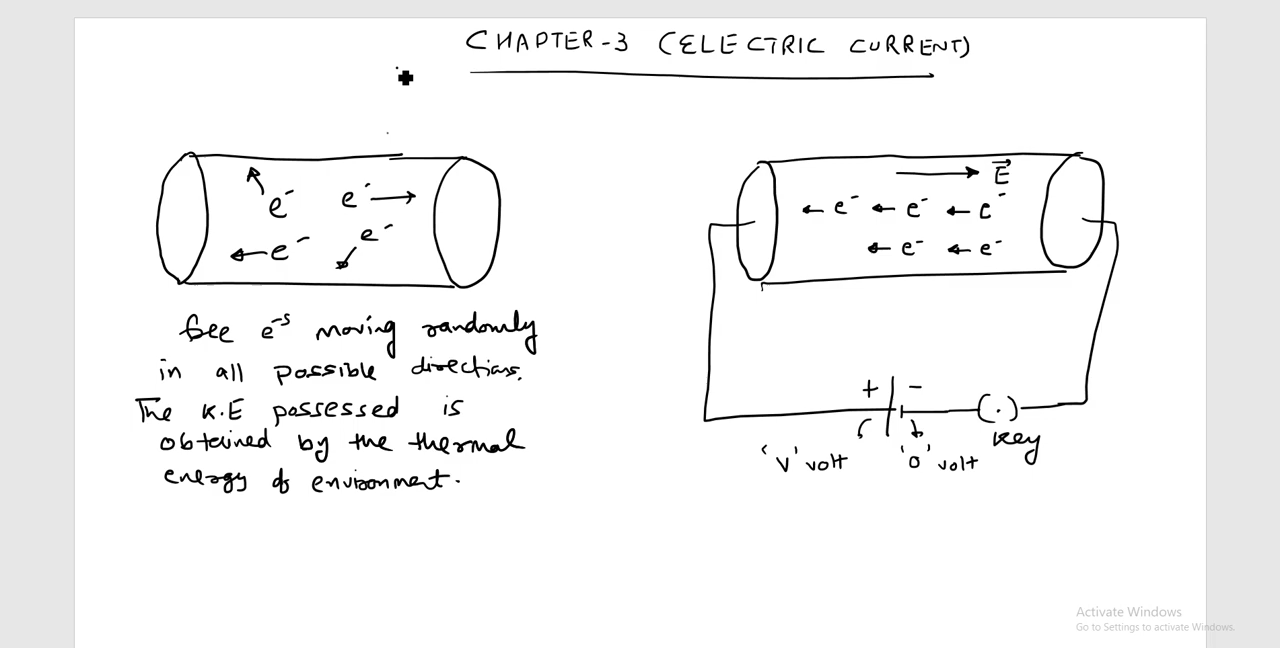 CHAPTER-3 (ELECTRIC CURRENT)
e⁻ e⁻
e⁻ e⁻
free e⁻s moving randomly
in all possible directions.
The K.E possessed is
obtained by the thermal
energy of environment.
E⃗
e⁻ e⁻ e⁻
e⁻ e⁻
+ -
'V' volt '0' volt key
Activate Windows
Go to Settings to activate Windows.